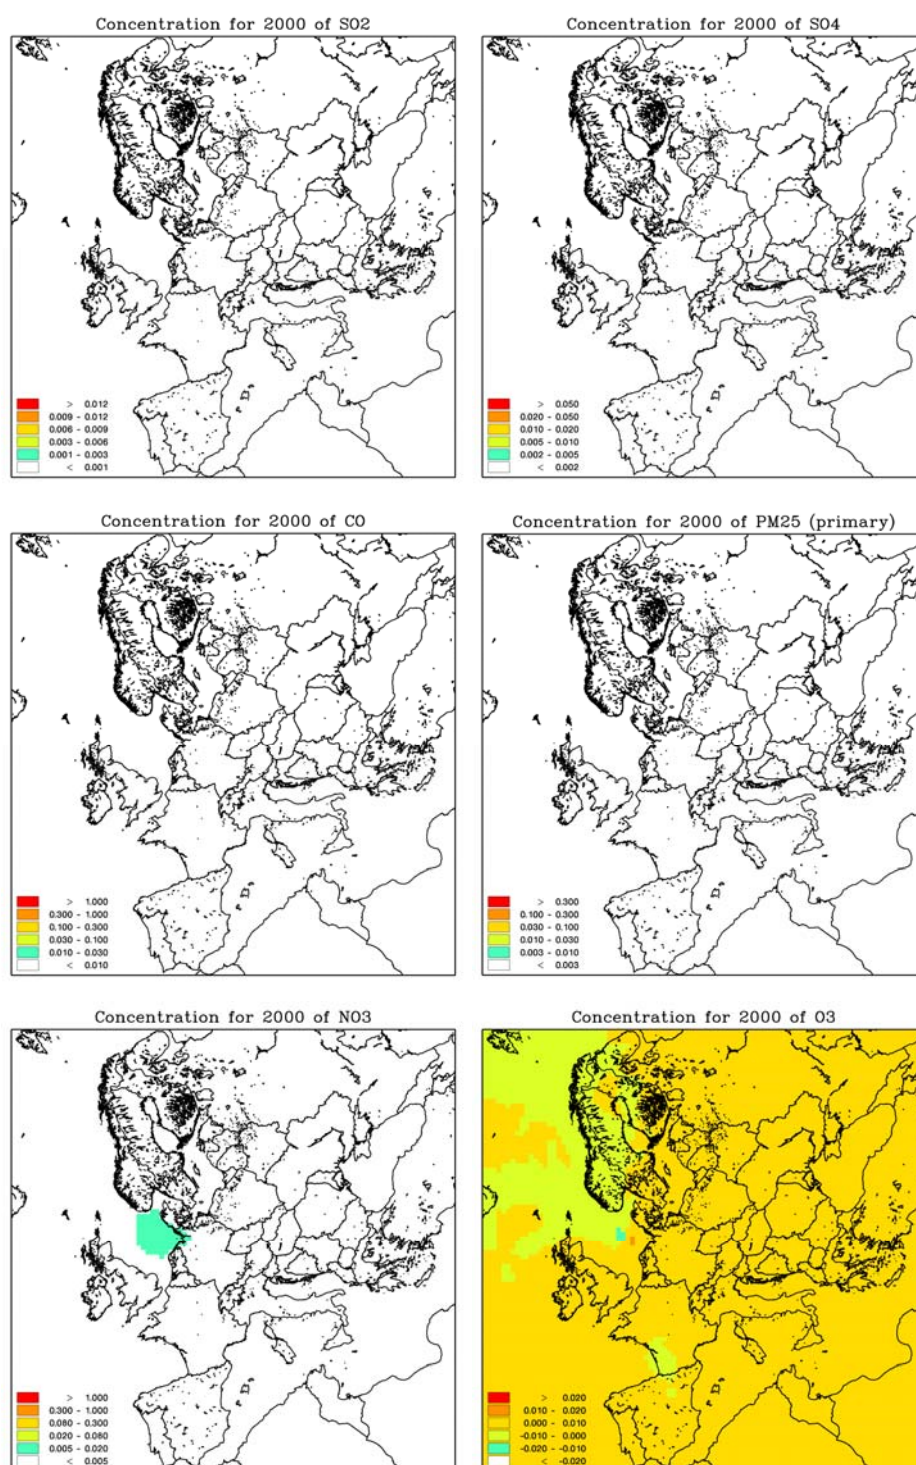 Concentration for 2000 of SO2
> 0.012
0.009 - 0.012
0.006 - 0.009
0.003 - 0.006
0.001 - 0.003
< 0.001
Concentration for 2000 of SO4
> 0.050
0.020 - 0.050
0.010 - 0.020
0.005 - 0.010
0.002 - 0.005
< 0.002
Concentration for 2000 of CO
> 1.000
0.300 - 1.000
0.100 - 0.300
0.030 - 0.100
0.010 - 0.030
< 0.010
Concentration for 2000 of PM25 (primary)
> 0.300
0.100 - 0.300
0.030 - 0.100
0.010 - 0.030
0.003 - 0.010
< 0.003
Concentration for 2000 of NO3
> 1.000
0.300 - 1.000
0.080 - 0.300
0.020 - 0.080
0.005 - 0.020
< 0.005
Concentration for 2000 of O3
> 0.020
0.010 - 0.020
0.000 - 0.010
-0.010 - 0.000
-0.020 - -0.010
< -0.020